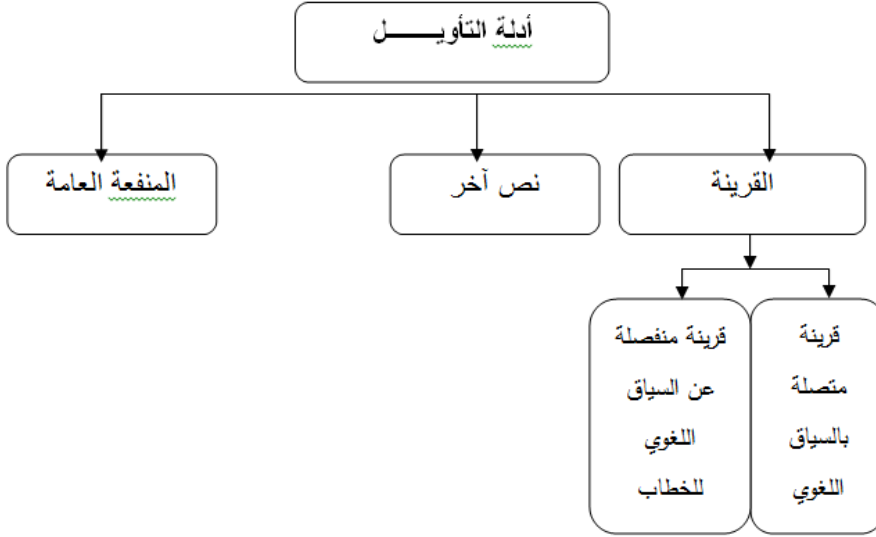 أدلة التأويـــــــل
القرينة
نص آخر
المنفعة العامة
قرينة
متصلة
بالسياق
اللغوي
قرينة منفصلة
عن السياق
اللغوي
للخطاب